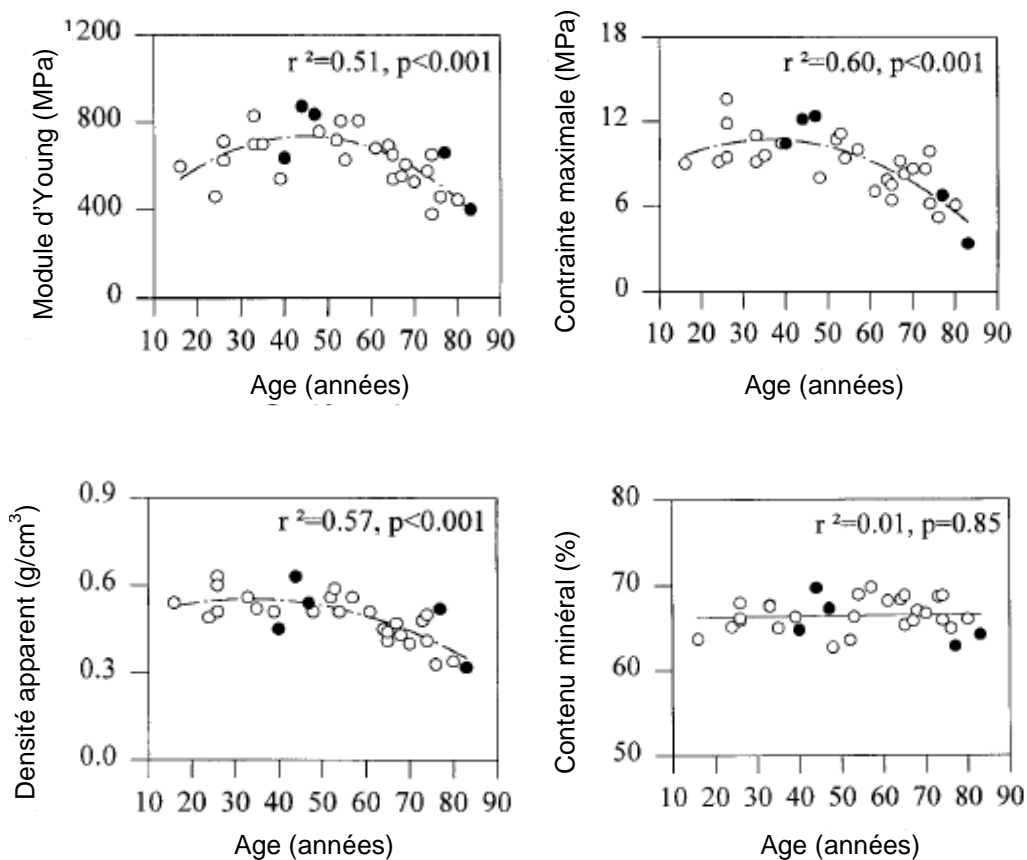 1200
800
400
0
Module d'Young (MPa)
r ²=0.51, p<0.001
10 20 30 40 50 60 70 80 90
Age (années)
18
12
6
0
Contrainte maximale (MPa)
r ²=0.60, p<0.001
10 20 30 40 50 60 70 80 90
Age (années)
0.9
0.6
0.3
0.0
Densité apparent (g/cm³)
r ²=0.57, p<0.001
10 20 30 40 50 60 70 80 90
Age (années)
80
70
60
50
Contenu minéral (%)
r ²=0.01, p=0.85
10 20 30 40 50 60 70 80 90
Age (années)